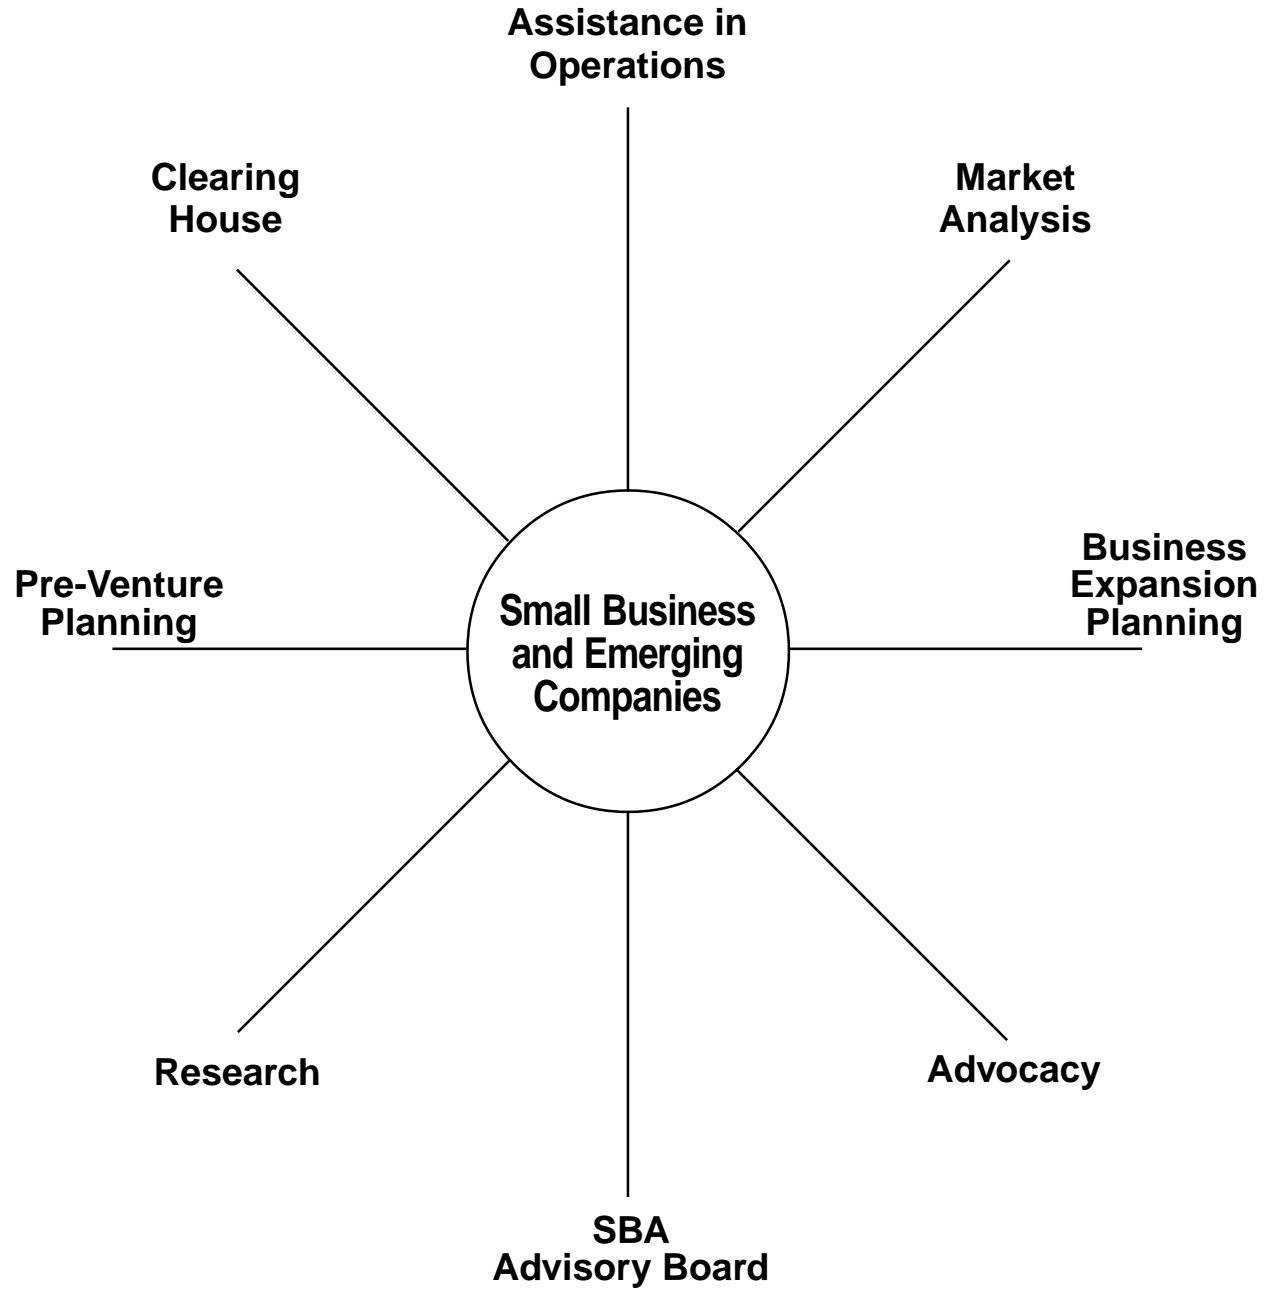 Assistance in
Operations
Clearing
House
Market
Analysis
Pre-Venture
Planning
Small Business
and Emerging
Companies
Business
Expansion
Planning
Research
Advocacy
SBA
Advisory Board